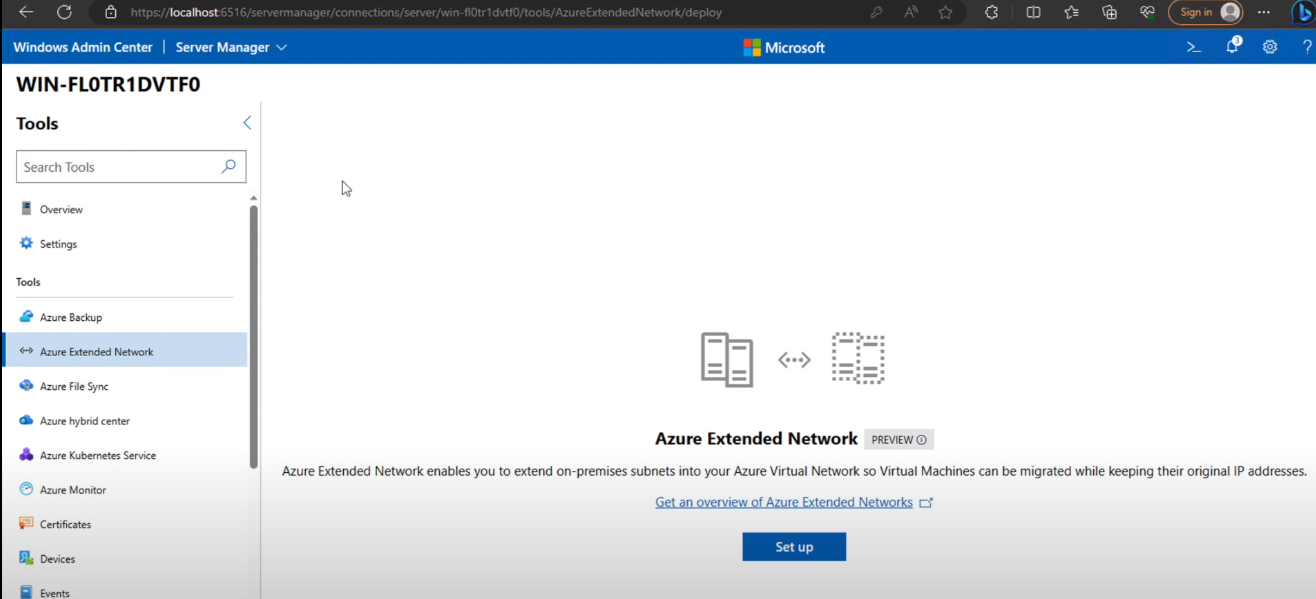 https://localhost:6516/servermanager/connections/server/win-fl0tr1dvtf0/tools/AzureExtendedNetwork/deploy
Sign in
Windows Admin Center | Server Manager
Microsoft
3
WIN-FL0TR1DVTF0
Tools
Search Tools
Overview
Settings
Tools
Azure Backup
Azure Extended Network
Azure File Sync
Azure hybrid center
Azure Kubernetes Service
Azure Monitor
Certificates
Devices
Events
Azure Extended Network PREVIEW
Azure Extended Network enables you to extend on-premises subnets into your Azure Virtual Network so Virtual Machines can be migrated while keeping their original IP addresses.
Get an overview of Azure Extended Networks
Set up